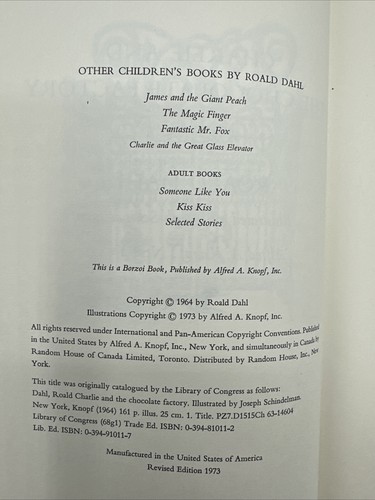 OTHER CHILDREN'S BOOKS BY ROALD DAHL
James and the Giant Peach
The Magic Finger
Fantastic Mr. Fox
Charlie and the Great Glass Elevator
ADULT BOOKS
Someone Like You
Kiss Kiss
Selected Stories
This is a Borzoi Book, Published by Alfred A. Knopf, Inc.
Copyright © 1964 by Roald Dahl
Illustrations Copyright © 1973 by Alfred A. Knopf, Inc.
All rights reserved under International and Pan-American Copyright Conventions. Published
in the United States by Alfred A. Knopf, Inc., New York, and simultaneously in Canada by
Random House of Canada Limited, Toronto. Distributed by Random House, Inc., New
York.
This title was originally catalogued by the Library of Congress as follows:
Dahl, Roald Charlie and the chocolate factory. Illustrated by Joseph Schindelman.
New York, Knopf (1964) 161 p. illus. 25 cm. 1. Title. PZ7.D1515Ch 63-14604
Library of Congress (68g1) Trade Ed. ISBN: 0-394-81011-2
Lib. Ed. ISBN: 0-394-91011-7
Manufactured in the United States of America
Revised Edition 1973